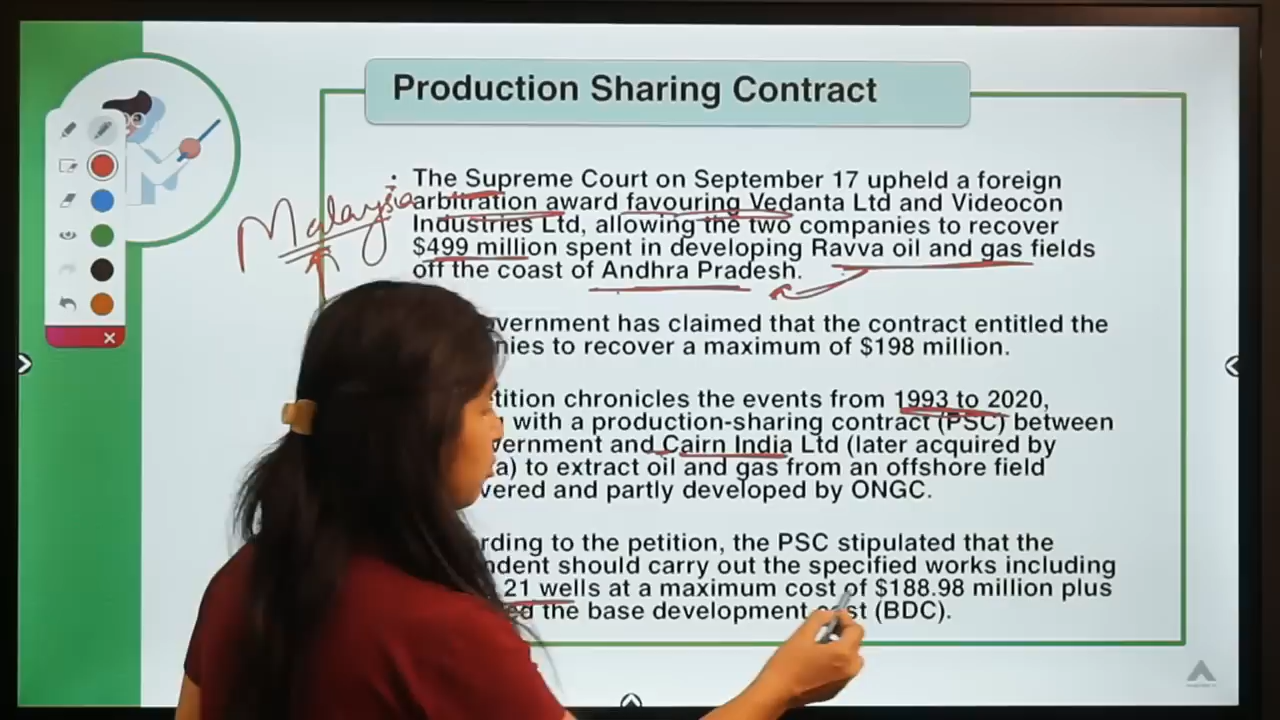 Production Sharing Contract
• The Supreme Court on September 17 upheld a foreign
Malaysia
arbitration award favouring Vedanta Ltd and Videocon
Industries Ltd, allowing the two companies to recover
$499 million spent in developing Ravva oil and gas fields
off the coast of Andhra Pradesh.
vernment has claimed that the contract entitled the
nies to recover a maximum of $198 million.
tition chronicles the events from 1993 to 2020,
with a production-sharing contract (PSC) between
vernment and Cairn India Ltd (later acquired by
a) to extract oil and gas from an offshore field
vered and partly developed by ONGC.
rding to the petition, the PSC stipulated that the
ndent should carry out the specified works including
21 wells at a maximum cost of $188.98 million plus
the base development cost (BDC).